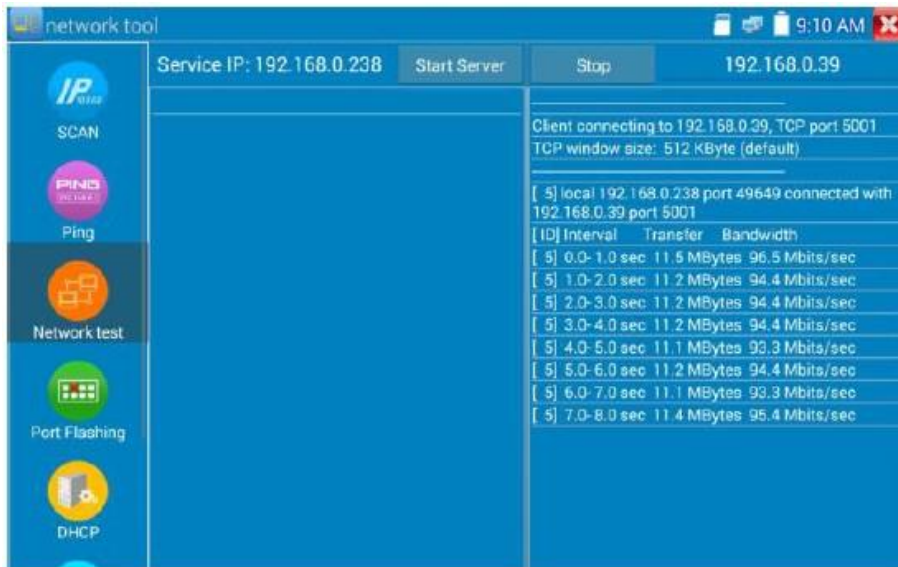 network tool
9:10 AM
Service IP: 192.168.0.238
Start Server
Stop
192.168.0.39
IP
SCAN
PING
Ping
Network test
Port Flashing
DHCP
Client connecting to 192.168.0.39, TCP port 5001
TCP window size: 512 KByte (default)
[ 5] local 192.168.0.238 port 49649 connected with
192.168.0.39 port 5001
[ ID] Interval Transfer Bandwidth
[ 5] 0.0- 1.0 sec 11.5 MBytes 96.5 Mbits/sec
[ 5] 1.0- 2.0 sec 11.2 MBytes 94.4 Mbits/sec
[ 5] 2.0- 3.0 sec 11.2 MBytes 94.4 Mbits/sec
[ 5] 3.0- 4.0 sec 11.2 MBytes 94.4 Mbits/sec
[ 5] 4.0- 5.0 sec 11.1 MBytes 93.3 Mbits/sec
[ 5] 5.0- 6.0 sec 11.2 MBytes 94.4 Mbits/sec
[ 5] 6.0- 7.0 sec 11.1 MBytes 93.3 Mbits/sec
[ 5] 7.0- 8.0 sec 11.4 MBytes 95.4 Mbits/sec